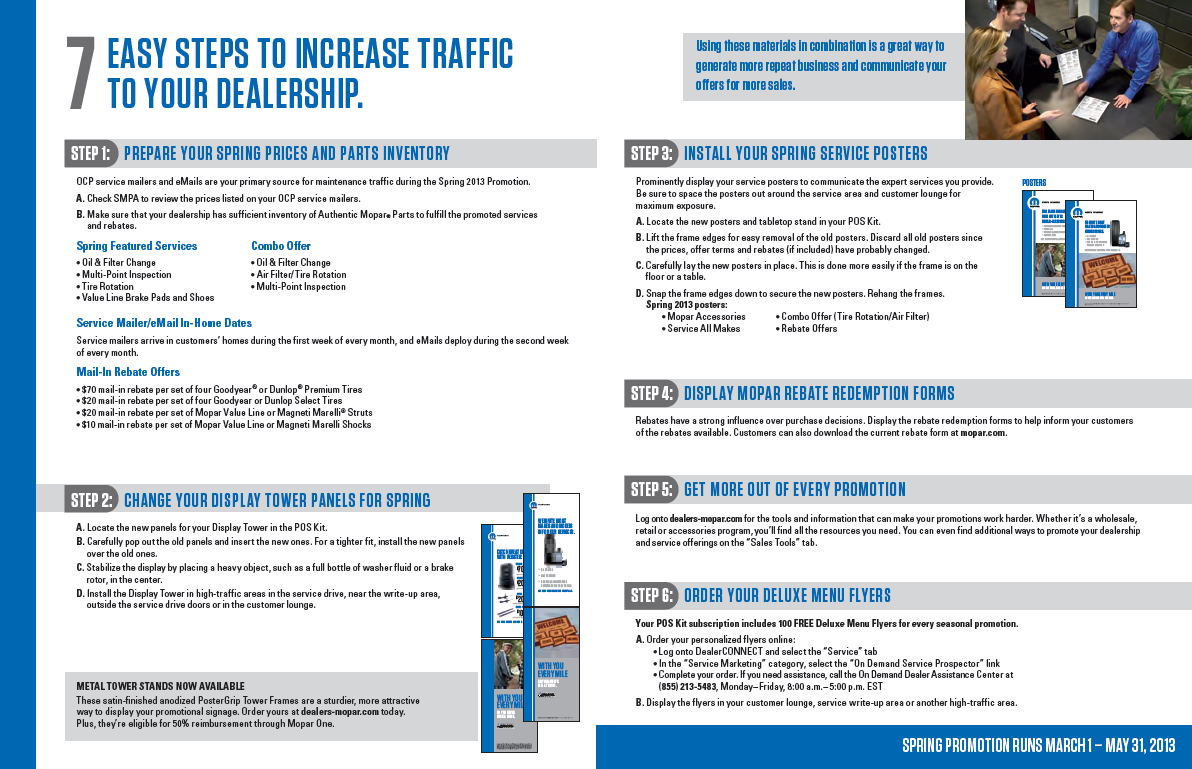 7 EASY STEPS TO INCREASE TRAFFIC
TO YOUR DEALERSHIP.
Using these materials in combination is a great way to
generate more repeat business and communicate your
offers for more sales.
STEP 1: PREPARE YOUR SPRING PRICES AND PARTS INVENTORY
OCP service mailers and eMails are your primary source for maintenance traffic during the Spring 2013 Promotion.
A. Check SMPA to review the prices listed on your OCP service mailers.
B. Make sure that your dealership has sufficient inventory of Authentic Mopar® Parts to fulfill the promoted services
and rebates.
Spring Featured Services
• Oil & Filter Change
• Multi-Point Inspection
• Tire Rotation
• Value Line Brake Pads and Shoes
Combo Offer
• Oil & Filter Change
• Air Filter/Tire Rotation
• Multi-Point Inspection
Service Mailer/eMail In-Home Dates
Service mailers arrive in customers' homes during the first week of every month, and eMails deploy during the second week
of every month.
Mail-In Rebate Offers
• $70 mail-in rebate per set of four Goodyear® or Dunlop® Premium Tires
• $20 mail-in rebate per set of four Goodyear or Dunlop Select Tires
• $20 mail-in rebate per set of Mopar Value Line or Magneti Marelli® Struts
• $10 mail-in rebate per set of Mopar Value Line or Magneti Marelli Shocks
STEP 2: CHANGE YOUR DISPLAY TOWER PANELS FOR SPRING
A. Locate the new panels for your Display Tower in the POS Kit.
B. Carefully pop out the old panels and insert the new ones. For a tighter fit, install the new panels
over the old ones.
C. Stabilize the display by placing a heavy object, such as a full bottle of washer fluid or a brake
rotor, in the center.
D. Install the Display Tower in high-traffic areas in the service drive, near the write-up area,
outside the service drive doors or in the customer lounge.
WELCOME
WITH YOU
EVERY MILE
WITH YOU
EVERY MILE
METAL TOWER STANDS NOW AVAILABLE
These satin-finished anodized PosterGrip Tower Frames are a sturdier, more attractive
way to display your promotional signage. Order yours at dealers-mopar.com today.
Plus, they're eligible for 50% reimbursement through Mopar One.
STEP 3: INSTALL YOUR SPRING SERVICE POSTERS
Prominently display your service posters to communicate the expert services you provide.
Be sure to space the posters out around the service area and customer lounge for
maximum exposure.
A. Locate the new posters and tabletop stand in your POS Kit.
B. Lift the frame edges for easy removal of the old posters. Discard all old posters since
the prices, offer terms and rebates (if included) have probably changed.
C. Carefully lay the new posters in place. This is done more easily if the frame is on the
floor or a table.
D. Snap the frame edges down to secure the new posters. Rehang the frames.
Spring 2013 posters:
• Mopar Accessories
• Service All Makes
• Combo Offer (Tire Rotation/Air Filter)
• Rebate Offers
POSTERS
WELCOME
STEP 4: DISPLAY MOPAR REBATE REDEMPTION FORMS
Rebates have a strong influence over purchase decisions. Display the rebate redemption forms to help inform your customers
of the rebates available. Customers can also download the current rebate form at mopar.com.
STEP 5: GET MORE OUT OF EVERY PROMOTION
Log onto dealers-mopar.com for the tools and information that can make your promotions work harder. Whether it's a wholesale,
retail or accessories program, you'll find all the resources you need. You can even find additional ways to promote your dealership
and service offerings on the "Sales Tools" tab.
STEP 6: ORDER YOUR DELUXE MENU FLYERS
Your POS Kit subscription includes 100 FREE Deluxe Menu Flyers for every seasonal promotion.
A. Order your personalized flyers online:
• Log onto DealerCONNECT and select the "Service" tab
• In the "Service Marketing" category, select the "On Demand Service Prospector" link
• Complete your order. If you need assistance, call the On Demand Dealer Assistance Center at
(855) 213-5483, Monday–Friday, 8:00 a.m.–5:00 p.m. EST
B. Display the flyers in your customer lounge, service write-up area or another high-traffic area.
SPRING PROMOTION RUNS MARCH 1 – MAY 31, 2013